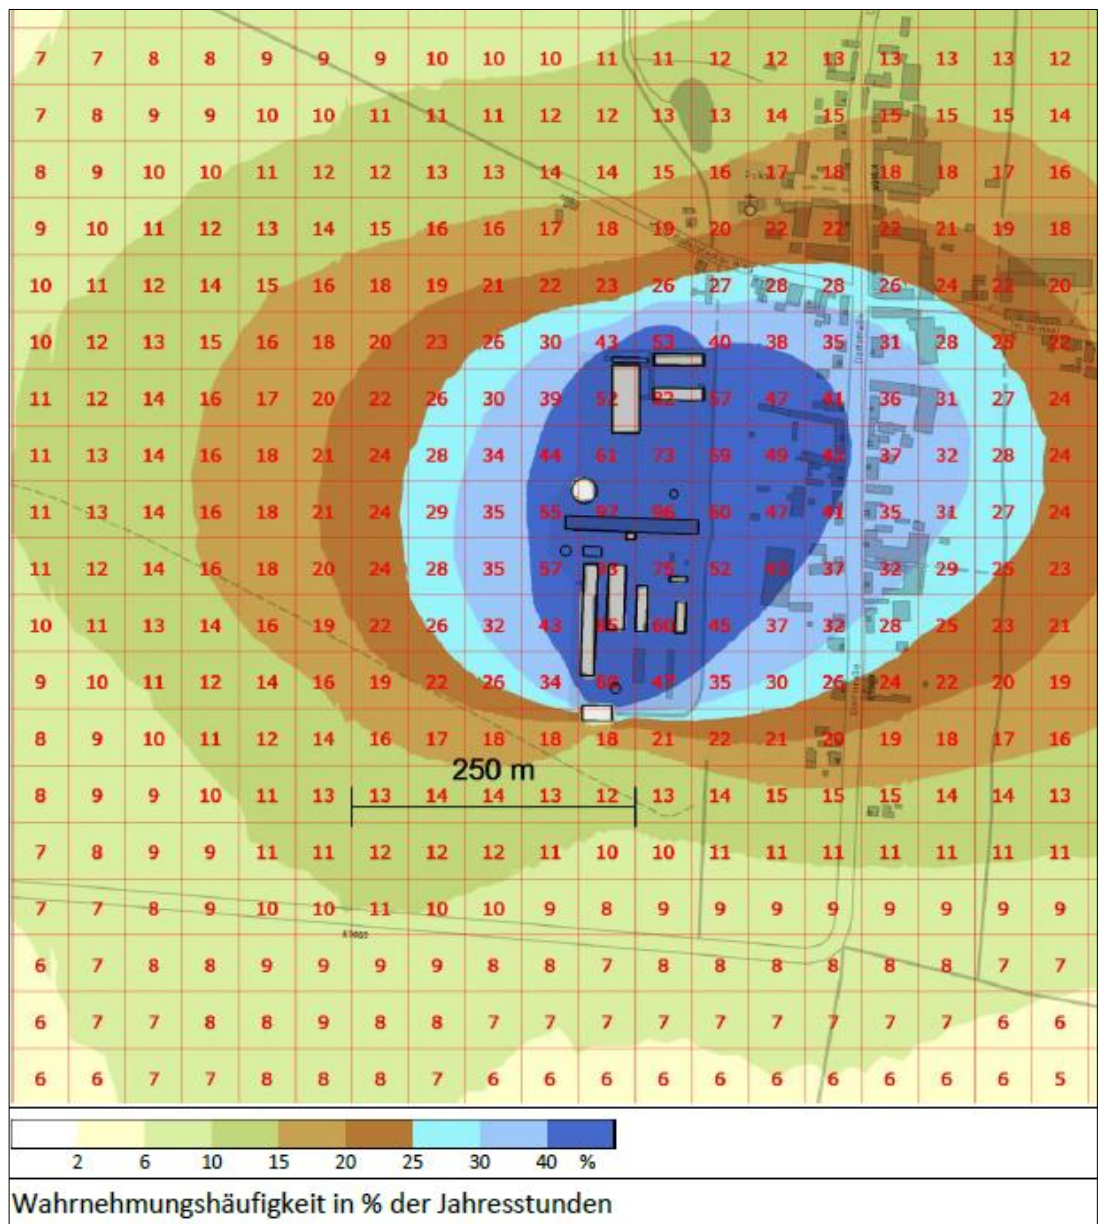 7 7 8 8 9 9 9 10 10 10 11 11 12 12 13 13 13 13 12
7 8 9 9 10 10 11 11 11 12 12 13 13 14 15 15 15 15 14
8 9 10 10 11 12 12 13 13 14 14 15 16 17 18 18 18 17 16
9 10 11 12 13 14 15 16 16 17 18 19 20 22 22 22 21 19 18
10 11 12 14 15 16 18 19 21 22 23 26 27 28 28 26 24 22 20
10 12 13 15 16 18 20 23 26 30 43 53 40 38 35 31 28 25 22
11 12 14 16 17 20 22 26 30 39 52 82 57 47 41 36 31 27 24
11 13 14 16 18 21 24 28 34 44 61 73 59 49 42 37 32 28 24
11 13 14 16 18 21 24 29 35 55 97 96 60 47 41 35 31 27 24
11 12 14 16 18 20 24 28 35 57 75 52 43 37 32 29 25 23
10 11 13 14 16 19 22 26 32 43 60 45 37 32 28 25 23 21
9 10 11 12 14 16 19 22 26 34 47 35 30 26 24 22 20 19
8 9 10 11 12 14 16 17 18 18 18 21 22 21 20 19 18 17 16
250 m
8 9 9 10 11 13 13 14 14 13 12 13 14 15 15 15 14 14 13
7 8 9 9 11 11 12 12 12 11 10 10 11 11 11 11 11 11 11
7 7 8 9 10 10 11 10 10 9 8 9 9 9 9 9 9 9 9
6 7 8 8 9 9 9 9 8 8 7 8 8 8 8 8 8 7 7
6 7 7 8 8 9 8 8 7 7 7 7 7 7 7 7 7 6 6
6 6 7 7 8 8 8 7 6 6 6 6 6 6 6 6 6 6 5
2 6 10 15 20 25 30 40 %
Wahrnehmungshäufigkeit in % der Jahresstunden